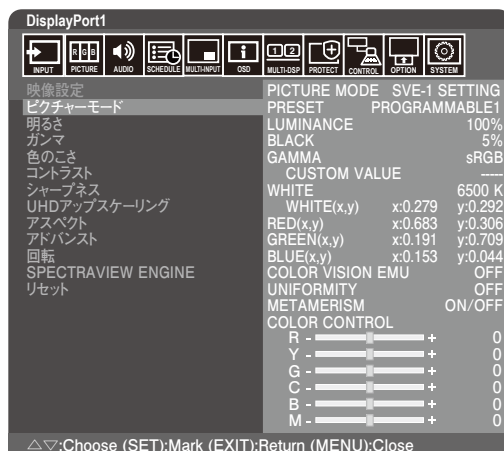 DisplayPort1
INPUT RGB PICTURE AUDIO SCHEDULE MULTI-INPUT OSD 1 2 MULTI-DSP PROTECT CONTROL OPTION SYSTEM
映像設定
ピクチャーモード
明るさ
ガンマ
色のこさ
コントラスト
シャープネス
UHDアップスケーリング
アスペクト
アドバンスト
回転
SPECTRAVIEW ENGINE
リセット
PICTURE MODE SVE-1 SETTING
PRESET PROGRAMMABLE1
LUMINANCE 100%
BLACK 5%
GAMMA sRGB
CUSTOM VALUE -----
WHITE 6500 K
WHITE(x,y) x:0.279 y:0.292
RED(x,y) x:0.683 y:0.306
GREEN(x,y) x:0.191 y:0.709
BLUE(x,y) x:0.153 y:0.044
COLOR VISION EMU OFF
UNIFORMITY OFF
METAMERISM ON/OFF
COLOR CONTROL
R - + 0
Y - + 0
G - + 0
C - + 0
B - + 0
M - + 0
△▽:Choose (SET):Mark (EXIT):Return (MENU):Close